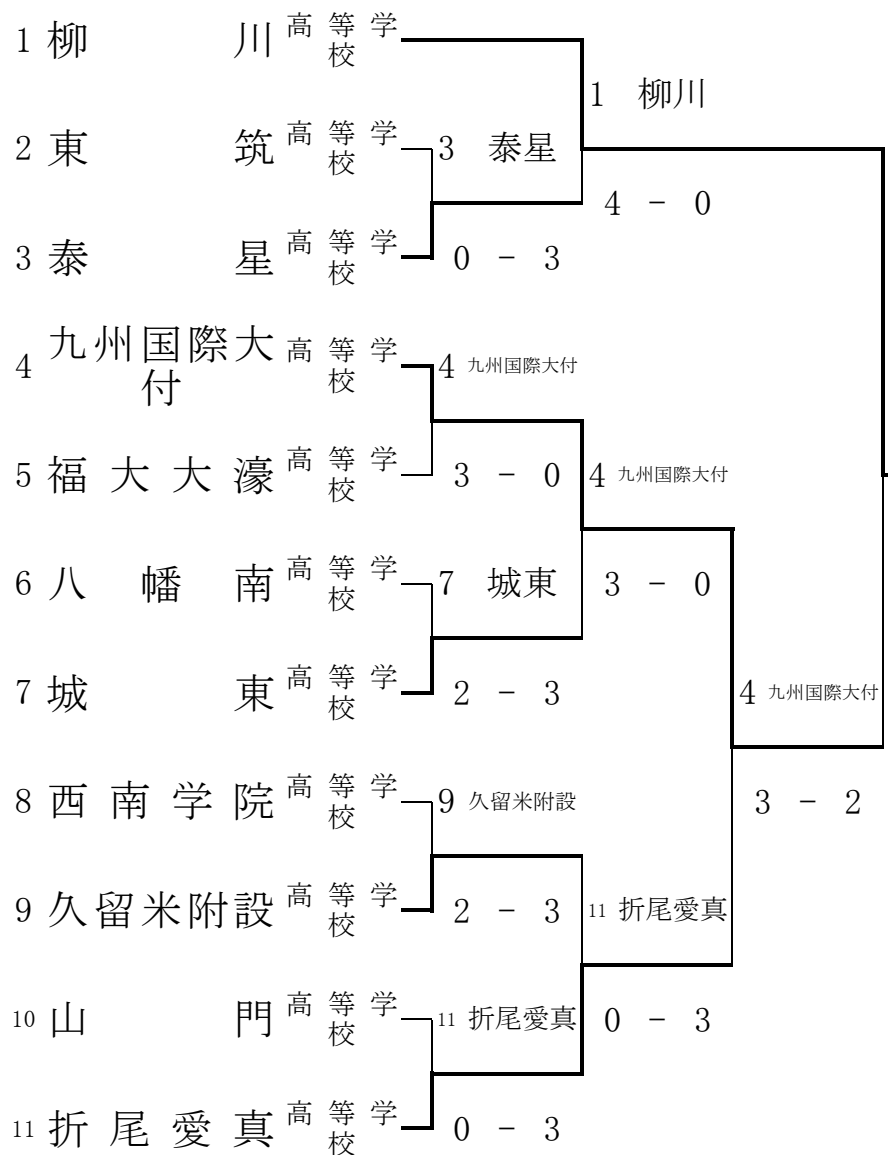 1 柳川 高等学校
1 柳川
2 東筑 高等学校
3 泰星
4 − 0
3 泰星 高等学校
0 − 3
4 九州国際大付 高等学校
4 九州国際大付
5 福大大濠 高等学校
3 − 0
4 九州国際大付
6 八幡南 高等学校
7 城東
3 − 0
7 城東 高等学校
2 − 3
4 九州国際大付
8 西南学院 高等学校
9 久留米附設
3 − 2
9 久留米附設 高等学校
2 − 3
11 折尾愛真
10 山門 高等学校
11 折尾愛真
0 − 3
11 折尾愛真 高等学校
0 − 3